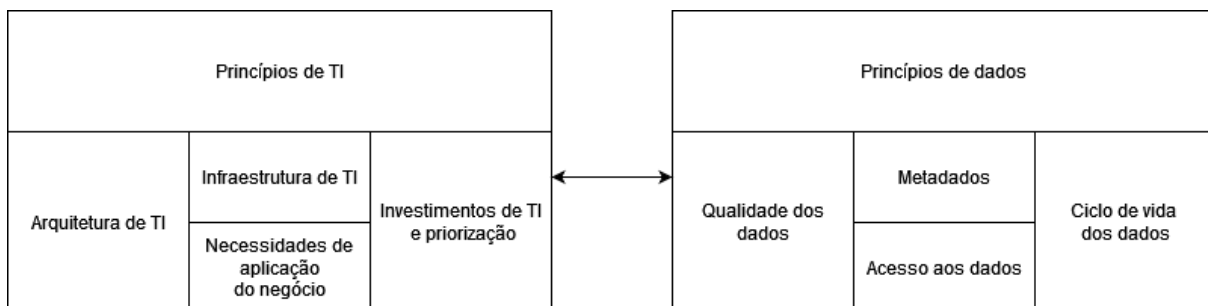 Princípios de TI
Arquitetura de TI
Infraestrutura de TI
Necessidades de
aplicação
do negócio
Investimentos de TI
e priorização
Princípios de dados
Qualidade dos
dados
Metadados
Acesso aos dados
Ciclo de vida
dos dados